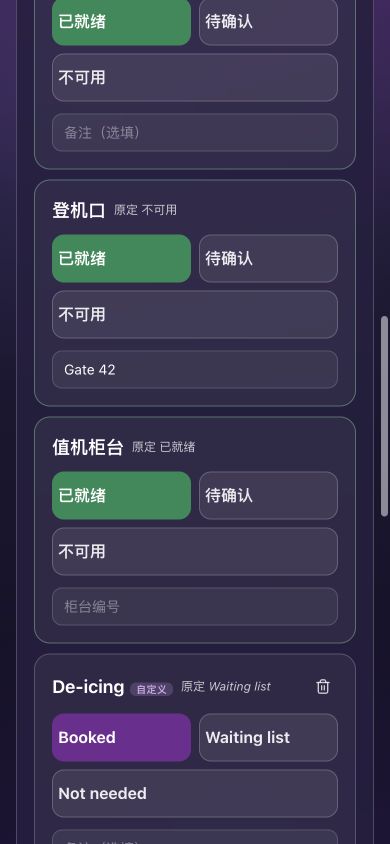 已就绪 待确认
不可用
备注（选填）
登机口 原定 不可用
已就绪 待确认
不可用
Gate 42
值机柜台 原定 已就绪
已就绪 待确认
不可用
柜台编号
De-icing 自定义 原定 Waiting list
Booked Waiting list
Not needed